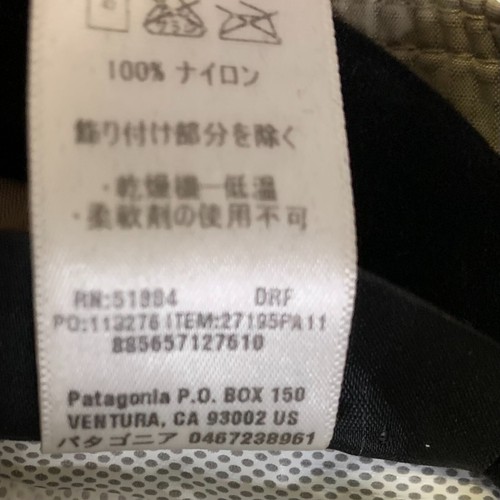 100% ナイロン
飾り付け部分を除く
・乾燥機ー低温
・柔軟剤の使用不可
RN:51884 DRF
PO:113276 ITEM:27195FA11
885657127610
Patagonia P.O. BOX 150
VENTURA, CA 93002 US
パタゴニア 0467238961